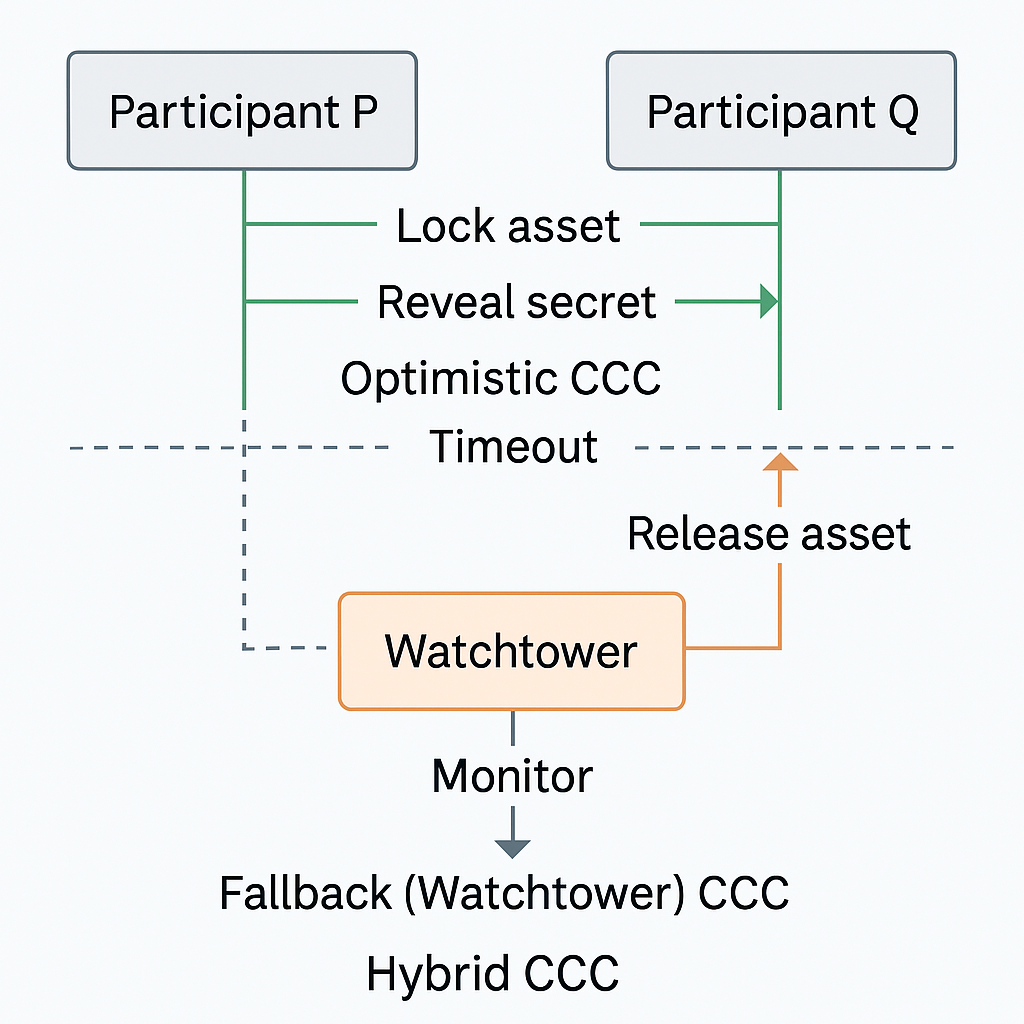 Participant P
Participant Q
Lock asset
Reveal secret
Optimistic CCC
Timeout
Release asset
Watchtower
Monitor
Fallback (Watchtower) CCC
Hybrid CCC